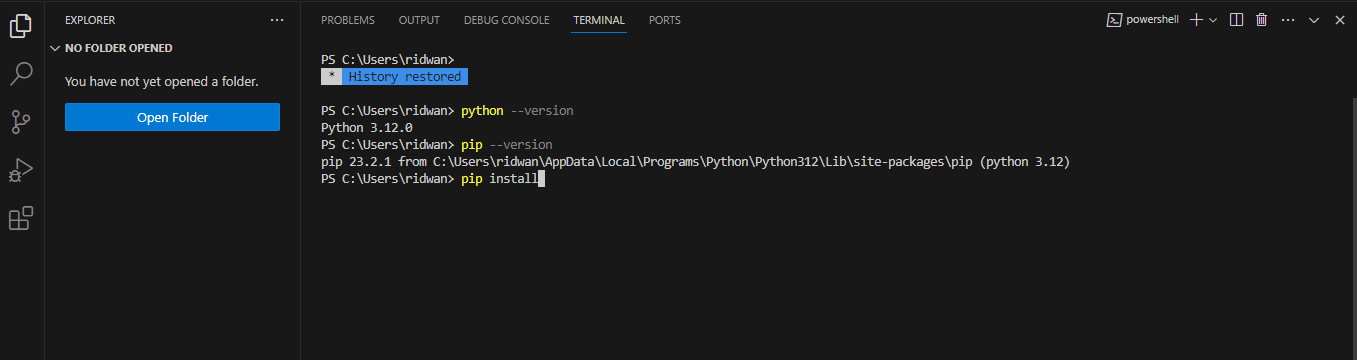 EXPLORER
NO FOLDER OPENED
You have not yet opened a folder.
Open Folder
PROBLEMS OUTPUT DEBUG CONSOLE TERMINAL PORTS
powershell
PS C:\Users\ridwan>
* History restored
PS C:\Users\ridwan> python --version
Python 3.12.0
PS C:\Users\ridwan> pip --version
pip 23.2.1 from C:\Users\ridwan\AppData\Local\Programs\Python\Python312\Lib\site-packages\pip (python 3.12)
PS C:\Users\ridwan> pip install